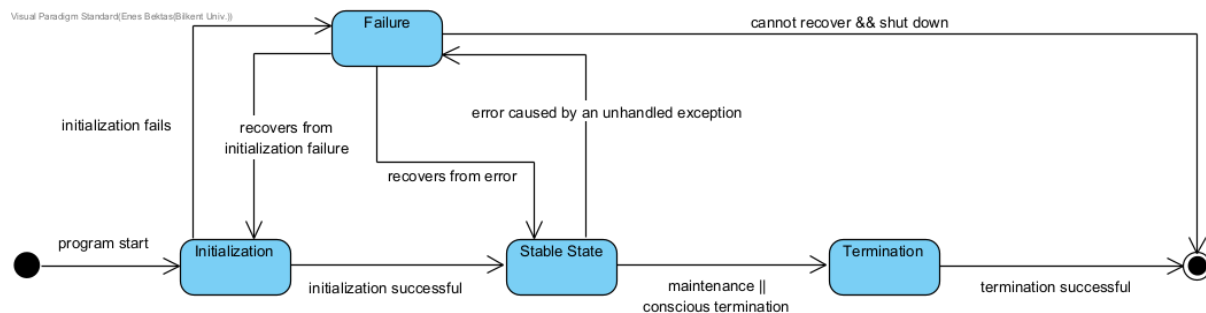 Visual Paradigm Standard(Enes Bektas(Bilkent Univ.))
Failure
cannot recover && shut down
error caused by an unhandled exception
initialization fails
recovers from
initialization failure
recovers from error
program start
Initialization
initialization successful
Stable State
maintenance ||
conscious termination
Termination
termination successful